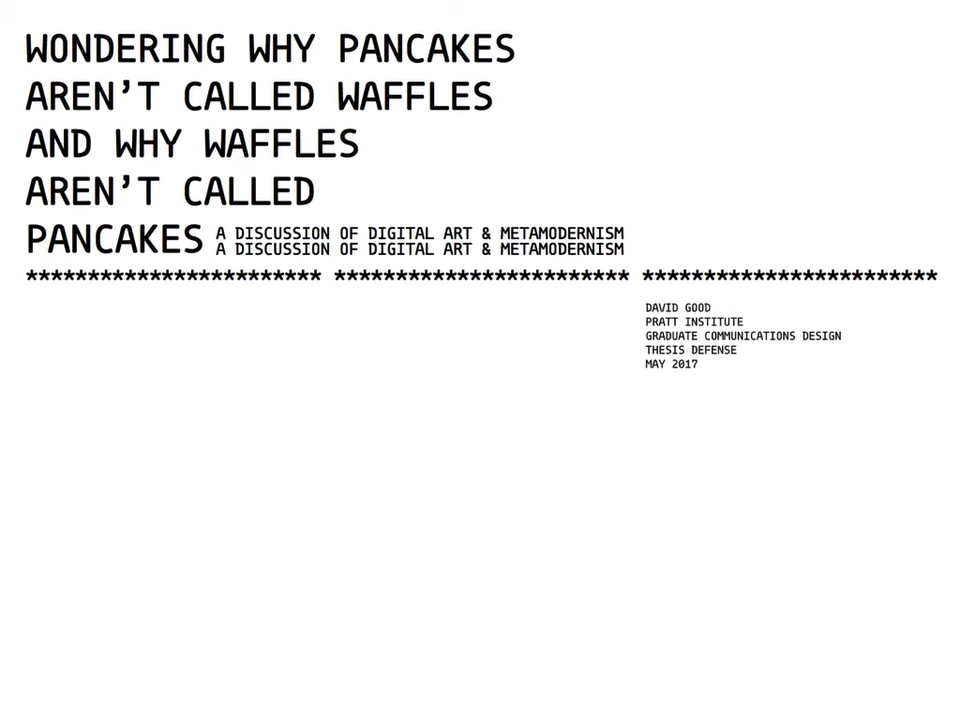 WONDERING WHY PANCAKES
AREN’T CALLED WAFFLES
AND WHY WAFFLES
AREN’T CALLED
PANCAKES A DISCUSSION OF DIGITAL ART & METAMODERNISM
A DISCUSSION OF DIGITAL ART & METAMODERNISM
************************ ************************ ************************
DAVID GOOD
PRATT INSTITUTE
GRADUATE COMMUNICATIONS DESIGN
THESIS DEFENSE
MAY 2017